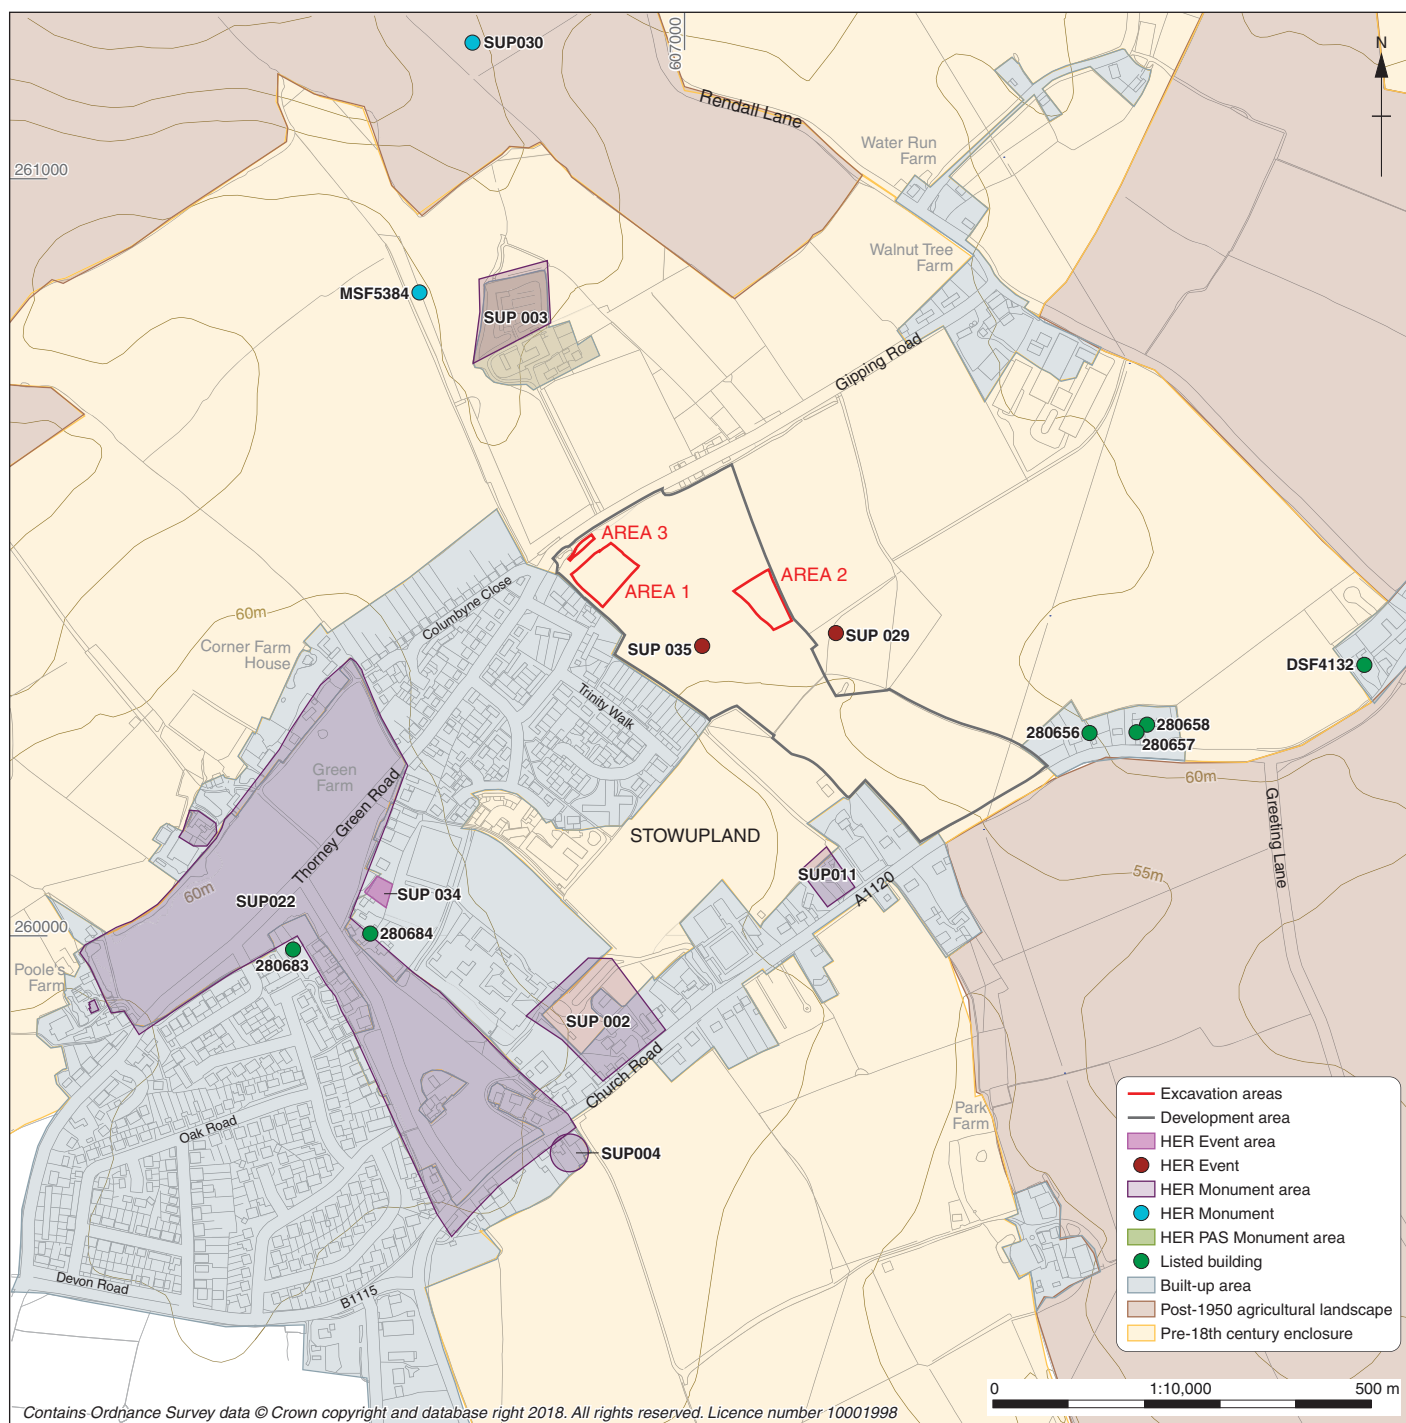 SUP030
607000
N
Rendall Lane
Water Run
Farm
261000
Walnut Tree
Farm
MSF5384
SUP 003
Gipping Road
AREA 3
AREA 2
AREA 1
Columbyne Close
60m
Corner Farm
House
SUP 035
SUP 029
DSF4132
Trinity Walk
280656
280658
280657
60m
Green
Farm
Thorney Green Road
Greeting Lane
STOWUPLAND
55m
SUP011
A1120
60m
SUP 034
SUP022
260000
280684
280683
Poole's
Farm
SUP 002
Church Road
Park
Farm
Oak Road
SUP004
Devon Road
B1115
Excavation areas
Development area
HER Event area
HER Event
HER Monument area
HER Monument
HER PAS Monument area
Listed building
Built-up area
Post-1950 agricultural landscape
Pre-18th century enclosure
0 1:10,000 500 m
Contains Ordnance Survey data © Crown copyright and database right 2018. All rights reserved. Licence number 10001998